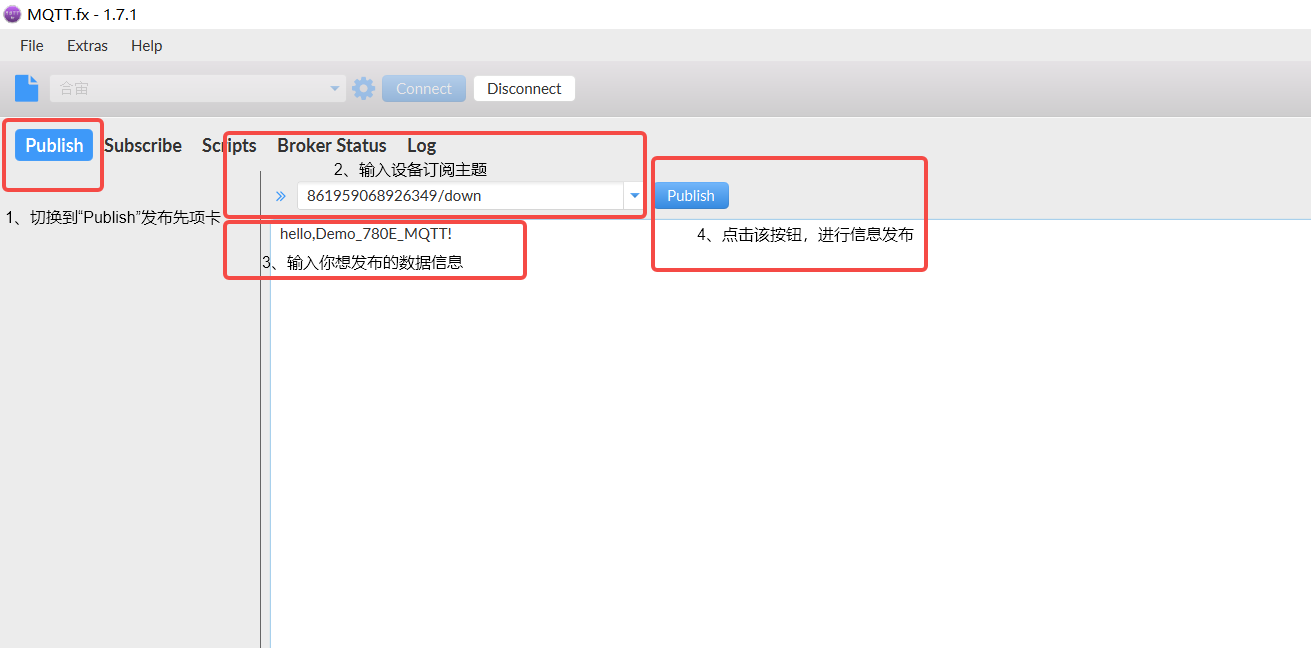 MQTT.fx - 1.7.1
File Extras Help
合宙 Connect Disconnect
Publish Subscribe Scripts Broker Status Log
2、输入设备订阅主题
861959068926349/down Publish
1、切换到“Publish”发布先项卡
hello,Demo_780E_MQTT!
4、点击该按钮，进行信息发布
3、输入你想发布的数据信息